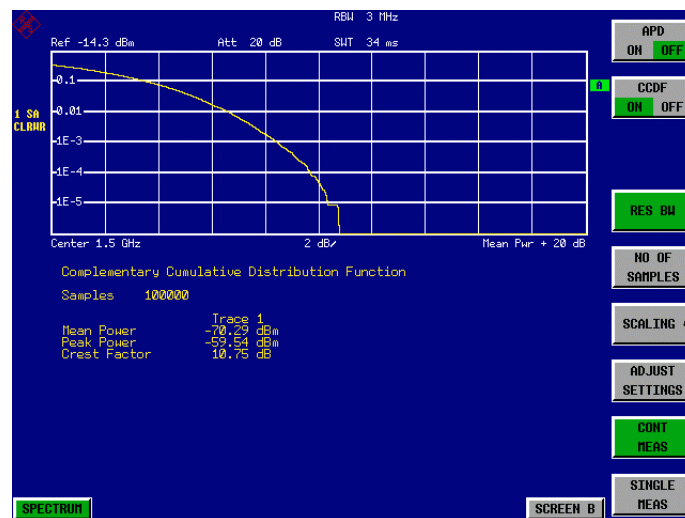 RBW 3 MHz
Ref -14.3 dBm Att 20 dB SWT 34 ms
0.1
0.01
1E-3
1E-4
1E-5
1 SA
CLRWR
A
Center 1.5 GHz 2 dB/ Mean Pwr + 20 dB
Complementary Cumulative Distribution Function
Samples 100000
Trace 1
Mean Power -70.29 dBm
Peak Power -59.54 dBm
Crest Factor 10.75 dB
APD
ON OFF
CCDF
ON OFF
RES BW
NO OF
SAMPLES
SCALING
ADJUST
SETTINGS
CONT
MEAS
SINGLE
MEAS
SPECTRUM
SCREEN B